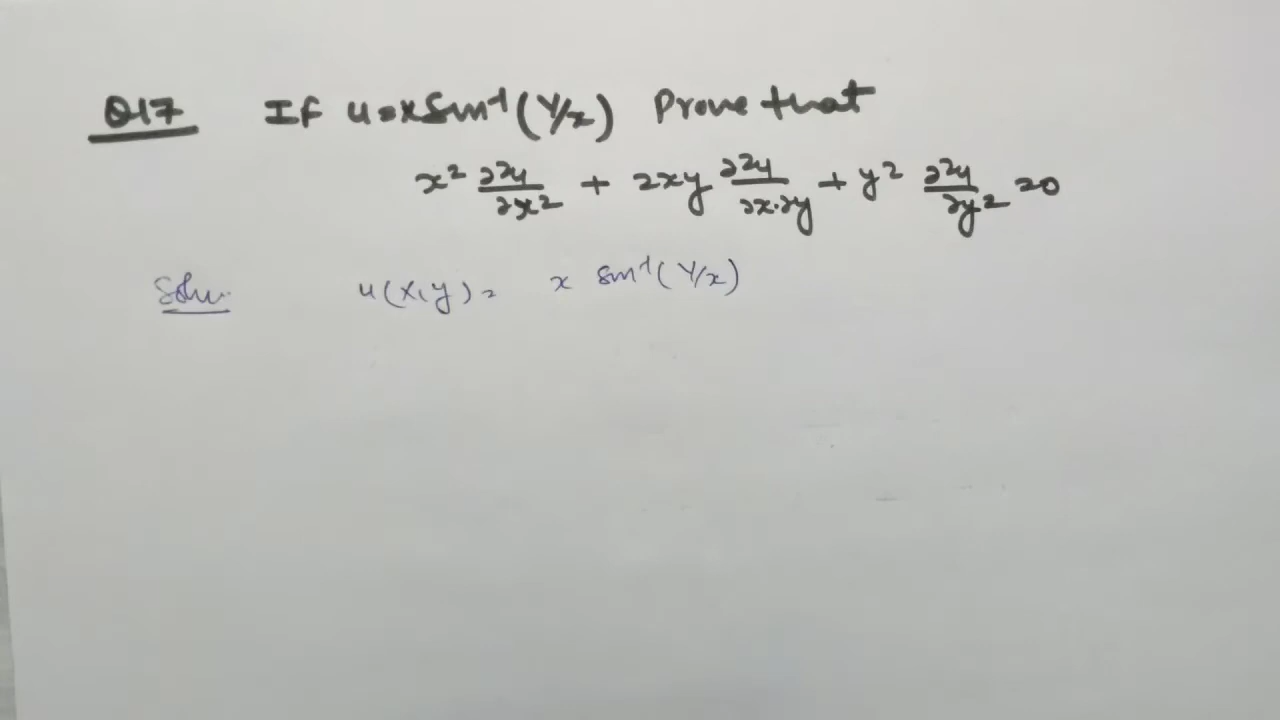 Q17 If u=x sin⁻¹(y/x) Prove that
x² ∂²u/∂x² + 2xy ∂²u/∂x·∂y + y² ∂²u/∂y² =0
Soln. u(x,y)= x sin⁻¹(y/x)